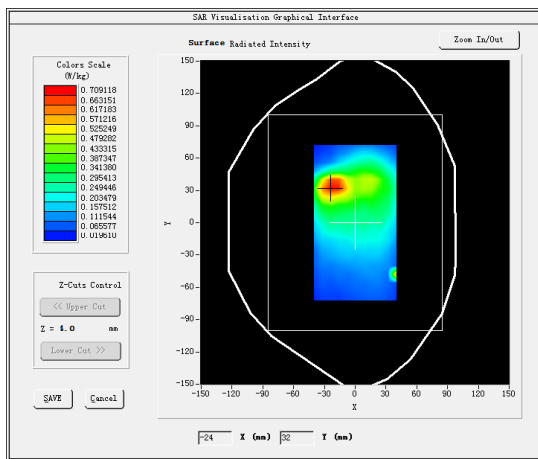 SAR Visualisation Graphical Interface
Surface Radiated Intensity
Zoom In/Out
Colors Scale
(W/kg)
0.709118
0.663151
0.617183
0.571216
0.525249
0.479282
0.433315
0.387347
0.341380
0.295413
0.249446
0.203479
0.157512
0.111544
0.065577
0.019610
Z-Cuts Control
<< Upper Cut
Z = 4.0 mm
Lower Cut >>
SAVE
Cancel
150
120
90
60
30
0
-30
-60
-90
-120
-150
Y
-150 -120 -90 -60 -30 0 30 60 90 120 150
X
-24 X (mm) 32 Y (mm)